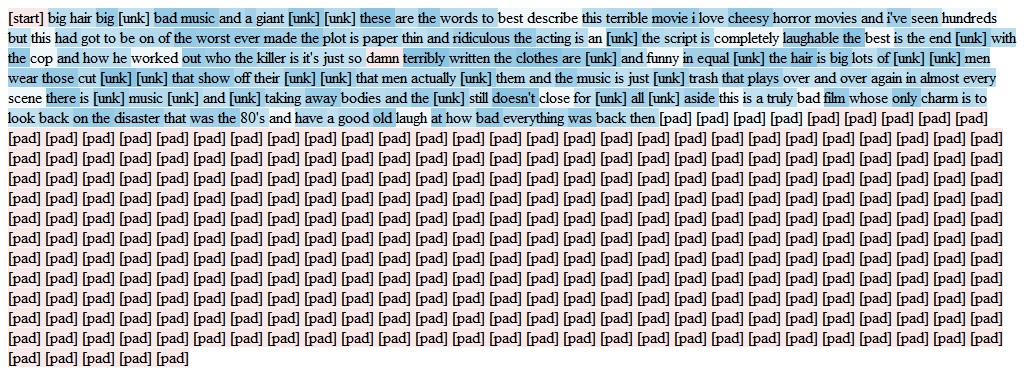 [start] big hair big [unk] bad music and a giant [unk] [unk] these are the words to best describe this terrible movie i love cheesy horror movies and i've seen hundreds
but this had got to be on of the worst ever made the plot is paper thin and ridiculous the acting is an [unk] the script is completely laughable the best is the end [unk] with
the cop and how he worked out who the killer is it's just so damn terribly written the clothes are [unk] and funny in equal [unk] the hair is big lots of [unk] [unk] men
wear those cut [unk] [unk] that show off their [unk] [unk] that men actually [unk] them and the music is just [unk] trash that plays over and over again in almost every
scene there is [unk] music [unk] and [unk] taking away bodies and the [unk] still doesn't close for [unk] all [unk] aside this is a truly bad film whose only charm is to
look back on the disaster that was the 80's and have a good old laugh at how bad everything was back then [pad] [pad] [pad] [pad] [pad] [pad] [pad] [pad] [pad]
[pad] [pad] [pad] [pad] [pad] [pad] [pad] [pad] [pad] [pad] [pad] [pad] [pad] [pad] [pad] [pad] [pad] [pad] [pad] [pad] [pad] [pad] [pad] [pad] [pad] [pad] [pad]
[pad] [pad] [pad] [pad] [pad] [pad] [pad] [pad] [pad] [pad] [pad] [pad] [pad] [pad] [pad] [pad] [pad] [pad] [pad] [pad] [pad] [pad] [pad] [pad] [pad] [pad] [pad]
[pad] [pad] [pad] [pad] [pad] [pad] [pad] [pad] [pad] [pad] [pad] [pad] [pad] [pad] [pad] [pad] [pad] [pad] [pad] [pad] [pad] [pad] [pad] [pad] [pad] [pad] [pad]
[pad] [pad] [pad] [pad] [pad] [pad] [pad] [pad] [pad] [pad] [pad] [pad] [pad] [pad] [pad] [pad] [pad] [pad] [pad] [pad] [pad] [pad] [pad] [pad] [pad] [pad] [pad]
[pad] [pad] [pad] [pad] [pad] [pad] [pad] [pad] [pad] [pad] [pad] [pad] [pad] [pad] [pad] [pad] [pad] [pad] [pad] [pad] [pad] [pad] [pad] [pad] [pad] [pad] [pad]
[pad] [pad] [pad] [pad] [pad] [pad] [pad] [pad] [pad] [pad] [pad] [pad] [pad] [pad] [pad] [pad] [pad] [pad] [pad] [pad] [pad] [pad] [pad] [pad] [pad] [pad] [pad]
[pad] [pad] [pad] [pad] [pad] [pad] [pad] [pad] [pad] [pad] [pad] [pad] [pad] [pad] [pad] [pad] [pad] [pad] [pad] [pad] [pad] [pad] [pad] [pad] [pad] [pad] [pad]
[pad] [pad] [pad] [pad] [pad] [pad] [pad] [pad] [pad] [pad] [pad] [pad] [pad] [pad] [pad] [pad] [pad] [pad] [pad] [pad] [pad] [pad] [pad] [pad] [pad] [pad] [pad]
[pad] [pad] [pad] [pad] [pad] [pad] [pad] [pad] [pad] [pad] [pad] [pad] [pad] [pad] [pad] [pad] [pad] [pad] [pad] [pad] [pad] [pad] [pad] [pad] [pad] [pad] [pad]
[pad] [pad] [pad] [pad] [pad] [pad] [pad] [pad] [pad] [pad] [pad] [pad] [pad] [pad] [pad] [pad] [pad] [pad] [pad] [pad] [pad] [pad] [pad] [pad] [pad] [pad] [pad]
[pad] [pad] [pad] [pad] [pad] [pad] [pad] [pad] [pad] [pad] [pad] [pad] [pad] [pad] [pad] [pad] [pad] [pad] [pad] [pad] [pad] [pad] [pad] [pad] [pad] [pad] [pad]
[pad] [pad] [pad] [pad] [pad]